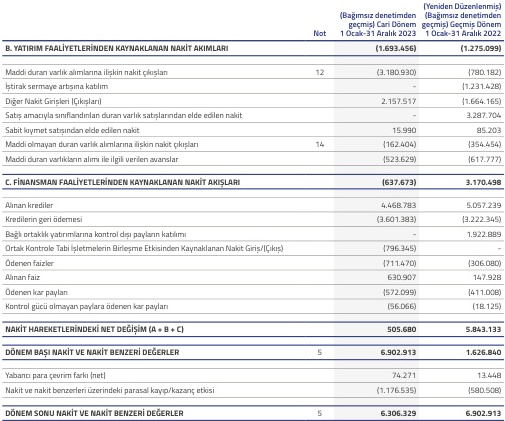 (Yeniden Düzenlenmiş)
(Bağımsız denetimden (Bağımsız denetimden
geçmiş) Cari Dönem geçmiş) Geçmiş Dönem
Not 1 Ocak-31 Aralık 2023 1 Ocak-31 Aralık 2022
B. YATIRIM FAALİYETLERİNDEN KAYNAKLANAN NAKİT AKIMLARI (1.693.456) (1.275.099)
Maddi duran varlık alımlarına ilişkin nakit çıkışları 12 (3.180.930) (780.182)
İştirak sermaye artışına katılım - (1.231.428)
Diğer Nakit Girişleri (Çıkışları) 2.157.517 (1.664.165)
Satış amacıyla sınıflandırılan duran varlık satışlarından elde edilen nakit - 3.287.704
Sabit kıymet satışından elde edilen nakit 15.990 85.203
Maddi olmayan duran varlık alımlarına ilişkin nakit çıkışları 14 (162.404) (354.454)
Maddi duran varlıkların alımı ile ilgili verilen avanslar (523.629) (617.777)
C. FİNANSMAN FAALİYETLERİNDEN KAYNAKLANAN NAKİT AKIŞLARI (637.673) 3.170.498
Alınan krediler 4.468.783 5.057.239
Kredilerin geri ödemesi (3.601.383) (3.222.345)
Bağlı ortaklık yatırımlarına kontrol dışı payların katılımı - 1.922.889
Ortak Kontrole Tabi İşletmelerin Birleşme Etkisinden Kaynaklanan Nakit Giriş/(Çıkış) (796.345) -
Ödenen faizler (711.470) (306.080)
Alınan faiz 630.907 147.928
Ödenen kar payları (572.099) (411.008)
Kontrol gücü olmayan paylara ödenen kar payları (56.066) (18.125)
NAKİT HAREKETLERİNDEKİ NET DEĞİŞİM (A + B + C) 505.680 5.843.133
DÖNEM BAŞI NAKİT VE NAKİT BENZERİ DEĞERLER 5 6.902.913 1.626.840
Yabancı para çevrim farkı (net) 74.271 13.448
Nakit ve nakit benzerleri üzerindeki parasal kayıp/kazanç etkisi (1.176.535) (580.508)
DÖNEM SONU NAKİT VE NAKİT BENZERİ DEĞERLER 5 6.306.329 6.902.913